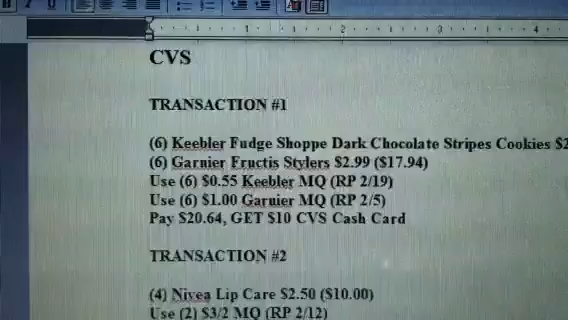 CVS
TRANSACTION #1
(6) Keebler Fudge Shoppe Dark Chocolate Stripes Cookies $2
(6) Garnier Fructis Stylers $2.99 ($17.94)
Use (6) $0.55 Keebler MQ (RP 2/19)
Use (6) $1.00 Garnier MQ (RP 2/5)
Pay $20.64, GET $10 CVS Cash Card
TRANSACTION #2
(4) Nivea Lip Care $2.50 ($10.00)
Use (2) $3/2 MQ (RP 2/12)